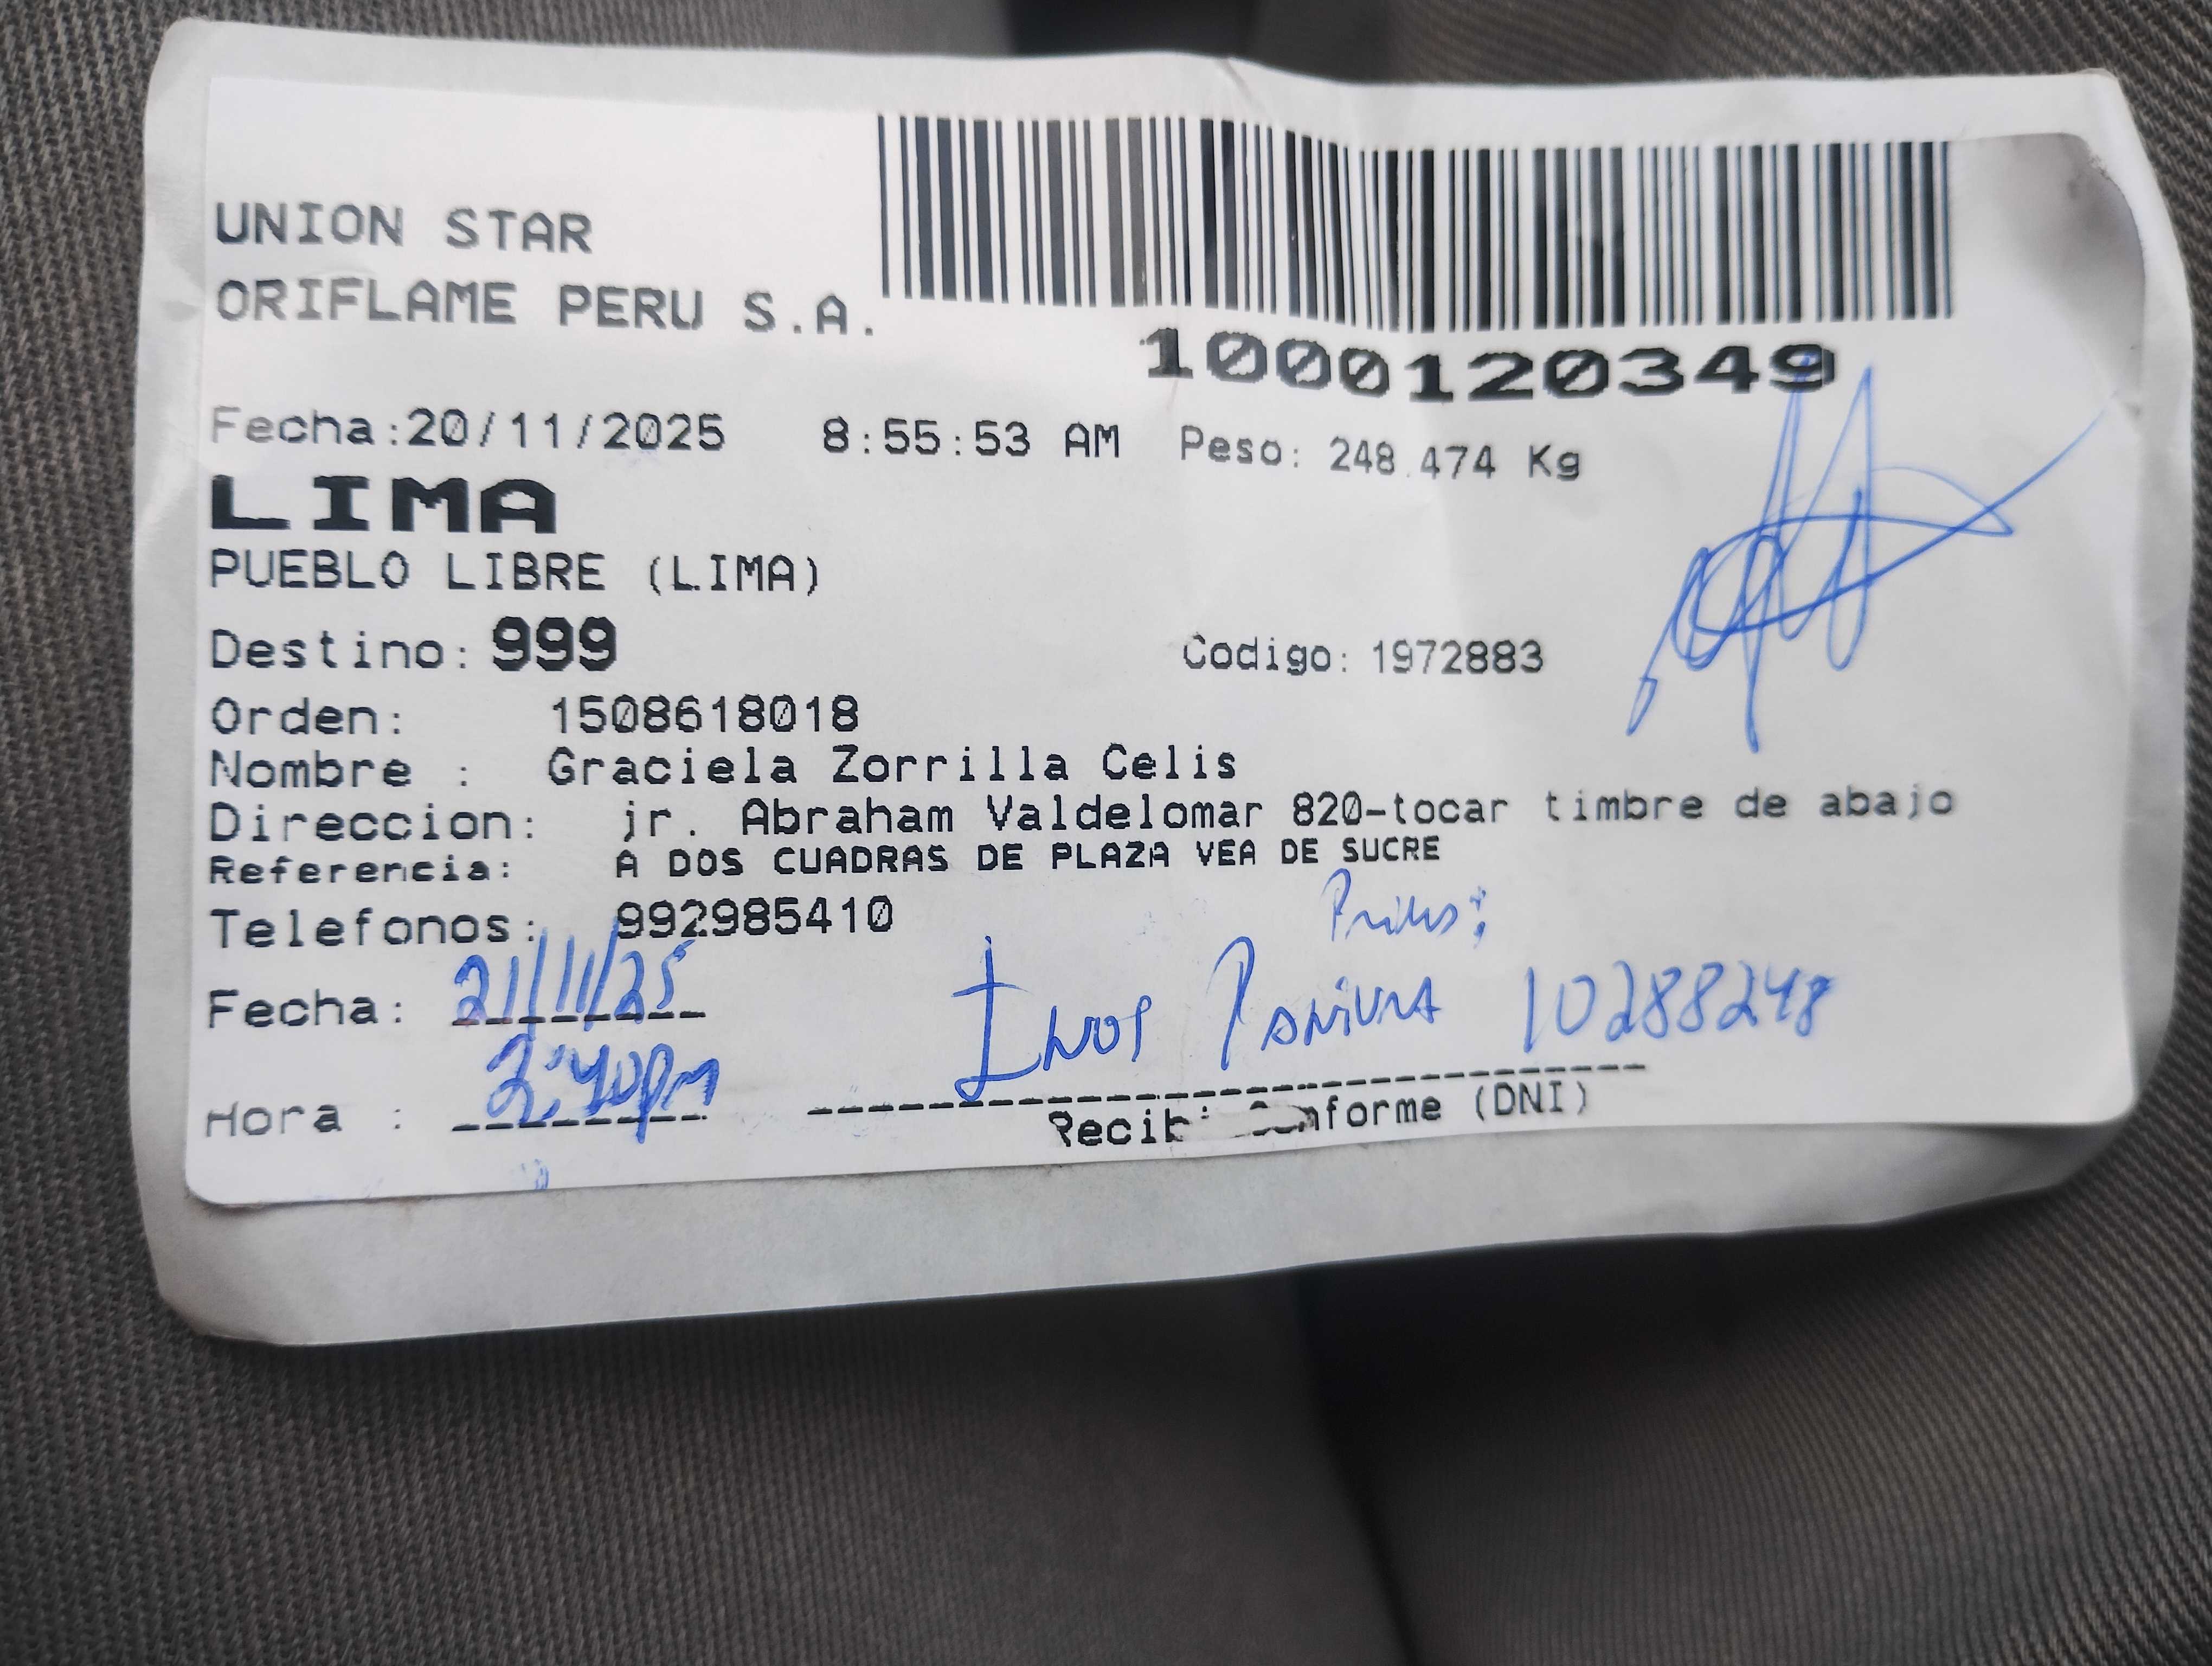 UNION STAR
ORIFLAME PERU S.A.
1000120349
Fecha:20/11/2025 8:55:53 AM Peso: 248.474 Kg
LIMA
PUEBLO LIBRE (LIMA)
Destino: 999 Codigo: 1972883
Orden: 1508618018
Nombre : Graciela Zorrilla Celis
Direccion: jr. Abraham Valdelomar 820-tocar timbre de abajo
Referencia: A DOS CUADRAS DE PLAZA VEA DE SUCRE
Telefonos: 992985410
Fecha: 21/11/25
10288248
Hora : 2:40pm
(DNI)